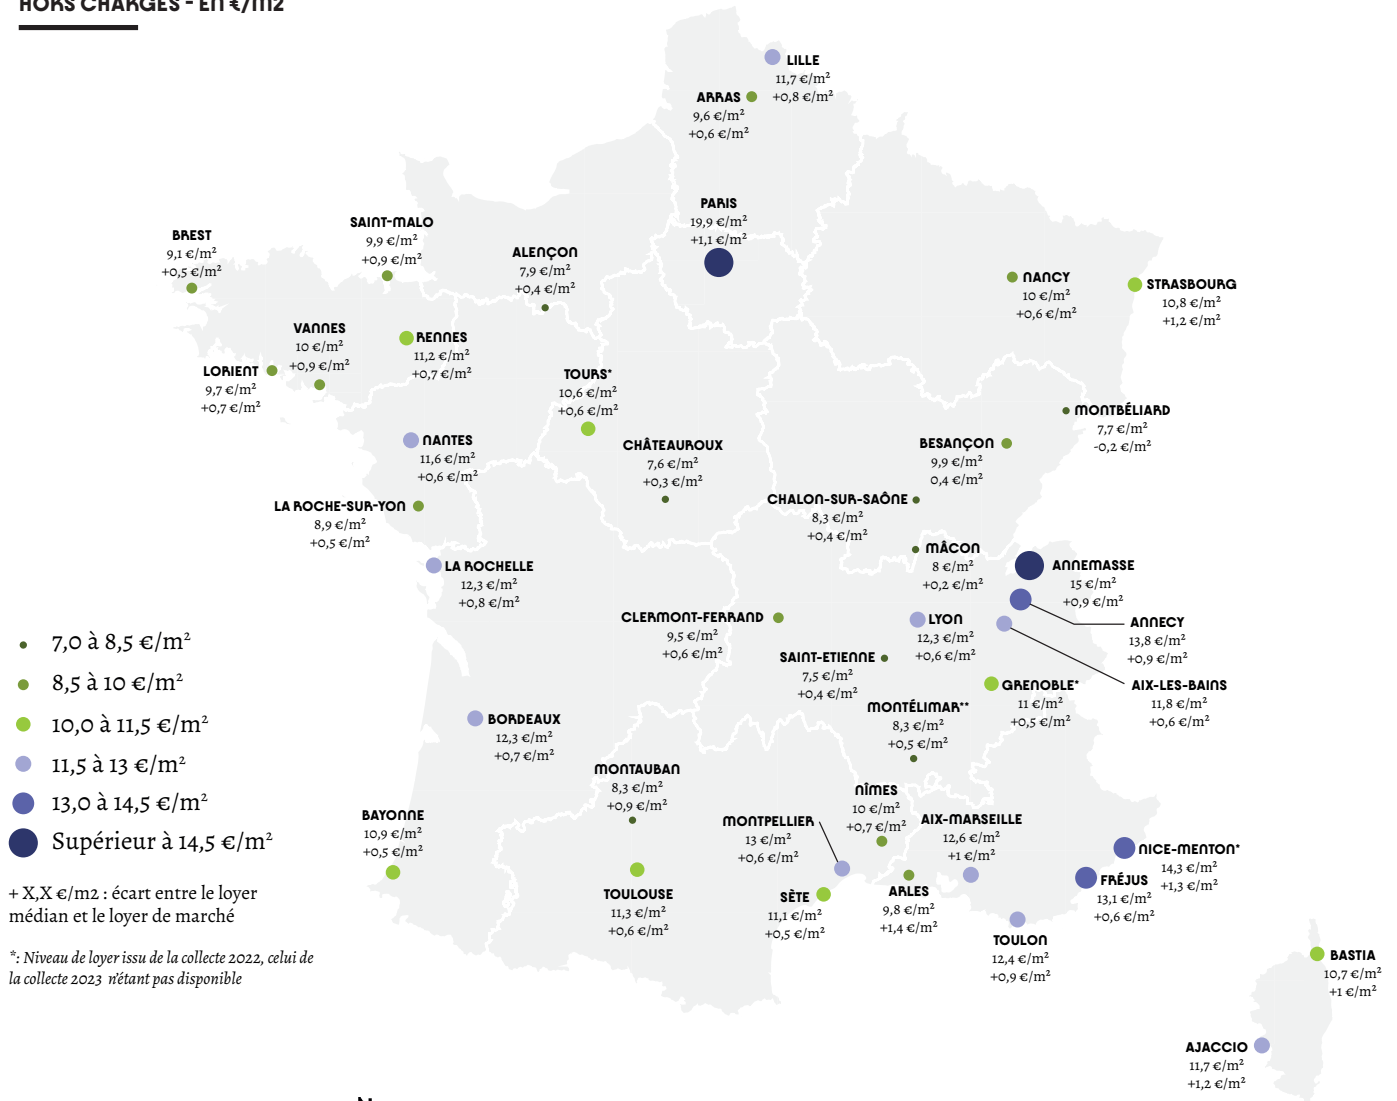 HORS CHARGES - EN €/M2
LILLE
11,7 €/m²
+0,8 €/m²
ARRAS
9,6 €/m²
+0,6 €/m²
PARIS
19,9 €/m²
+1,1 €/m²
SAINT-MALO
9,9 €/m²
+0,9 €/m²
BREST
9,1 €/m²
+0,5 €/m²
ALENÇON
7,9 €/m²
+0,4 €/m²
NANCY
10 €/m²
+0,6 €/m²
STRASBOURG
10,8 €/m²
+1,2 €/m²
VANNES
10 €/m²
+0,9 €/m²
RENNES
11,2 €/m²
+0,7 €/m²
LORIENT
9,7 €/m²
+0,7 €/m²
TOURS*
10,6 €/m²
+0,6 €/m²
MONTBÉLIARD
7,7 €/m²
-0,2 €/m²
NANTES
11,6 €/m²
+0,6 €/m²
CHÂTEAUROUX
7,6 €/m²
+0,3 €/m²
BESANÇON
9,9 €/m²
0,4 €/m²
LA ROCHE-SUR-YON
8,9 €/m²
+0,5 €/m²
CHALON-SUR-SAÔNE
8,3 €/m²
+0,4 €/m²
MÂCON
8 €/m²
+0,2 €/m²
LA ROCHELLE
12,3 €/m²
+0,8 €/m²
ANNEMASSE
15 €/m²
+0,9 €/m²
CLERMONT-FERRAND
9,5 €/m²
+0,6 €/m²
LYON
12,3 €/m²
+0,6 €/m²
ANNECY
13,8 €/m²
+0,9 €/m²
SAINT-ETIENNE
7,5 €/m²
+0,4 €/m²
GRENOBLE*
11 €/m²
+0,5 €/m²
AIX-LES-BAINS
11,8 €/m²
+0,6 €/m²
MONTÉLIMAR**
8,3 €/m²
+0,5 €/m²
BORDEAUX
12,3 €/m²
+0,7 €/m²
MONTAUBAN
8,3 €/m²
+0,9 €/m²
NÎMES
10 €/m²
+0,7 €/m²
BAYONNE
10,9 €/m²
+0,5 €/m²
MONTPELLIER
13 €/m²
+0,6 €/m²
AIX-MARSEILLE
12,6 €/m²
+1 €/m²
NICE-MENTON*
14,3 €/m²
+1,3 €/m²
FRÉJUS
13,1 €/m²
+0,6 €/m²
TOULOUSE
11,3 €/m²
+0,6 €/m²
SÈTE
11,1 €/m²
+0,5 €/m²
ARLES
9,8 €/m²
+1,4 €/m²
TOULON
12,4 €/m²
+0,9 €/m²
BASTIA
10,7 €/m²
+1 €/m²
AJACCIO
11,7 €/m²
+1,2 €/m²
7,0 à 8,5 €/m²
8,5 à 10 €/m²
10,0 à 11,5 €/m²
11,5 à 13 €/m²
13,0 à 14,5 €/m²
Supérieur à 14,5 €/m²
+ X,X €/m2 : écart entre le loyer
médian et le loyer de marché
*: Niveau de loyer issu de la collecte 2022, celui de
la collecte 2023 n'étant pas disponible